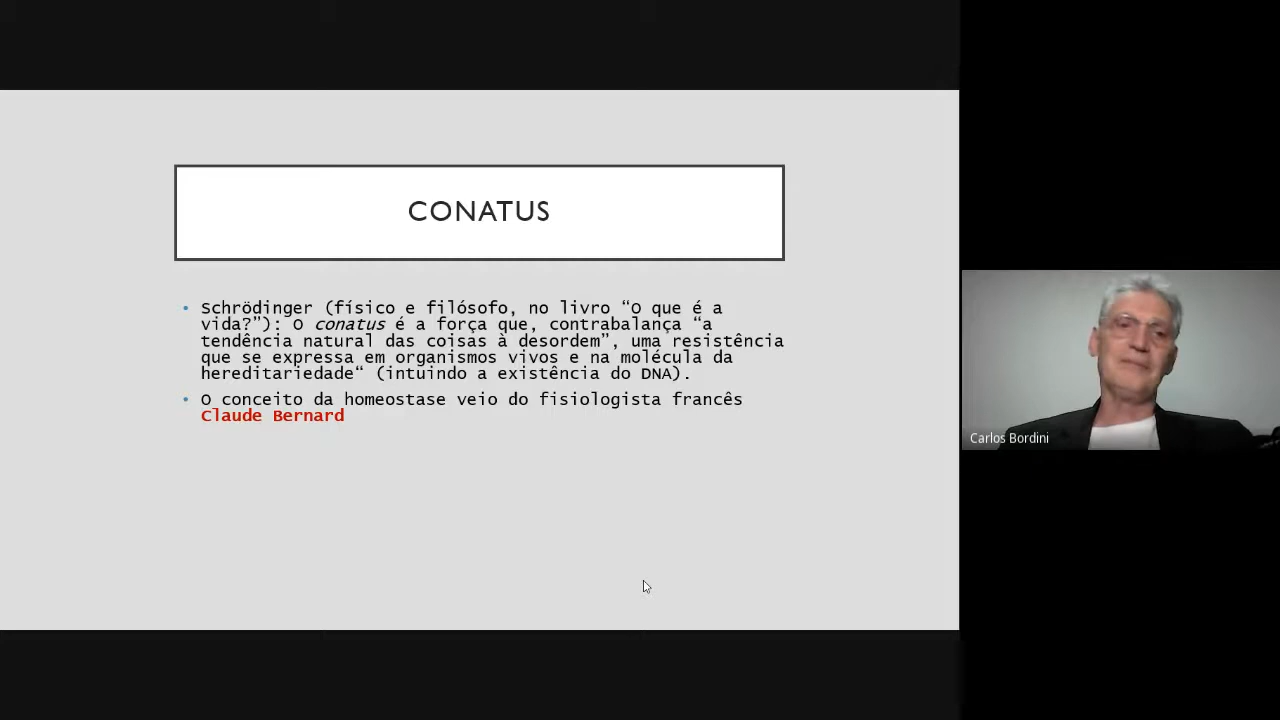 CONATUS
• Schrödinger (físico e filósofo, no livro “O que é a
vida?”): O conatus é a força que, contrabalança “a
tendência natural das coisas à desordem”, uma resistência
que se expressa em organismos vivos e na molécula da
hereditariedade“ (intuindo a existência do DNA).
• O conceito da homeostase veio do fisiologista francês
Claude Bernard
Carlos Bordini